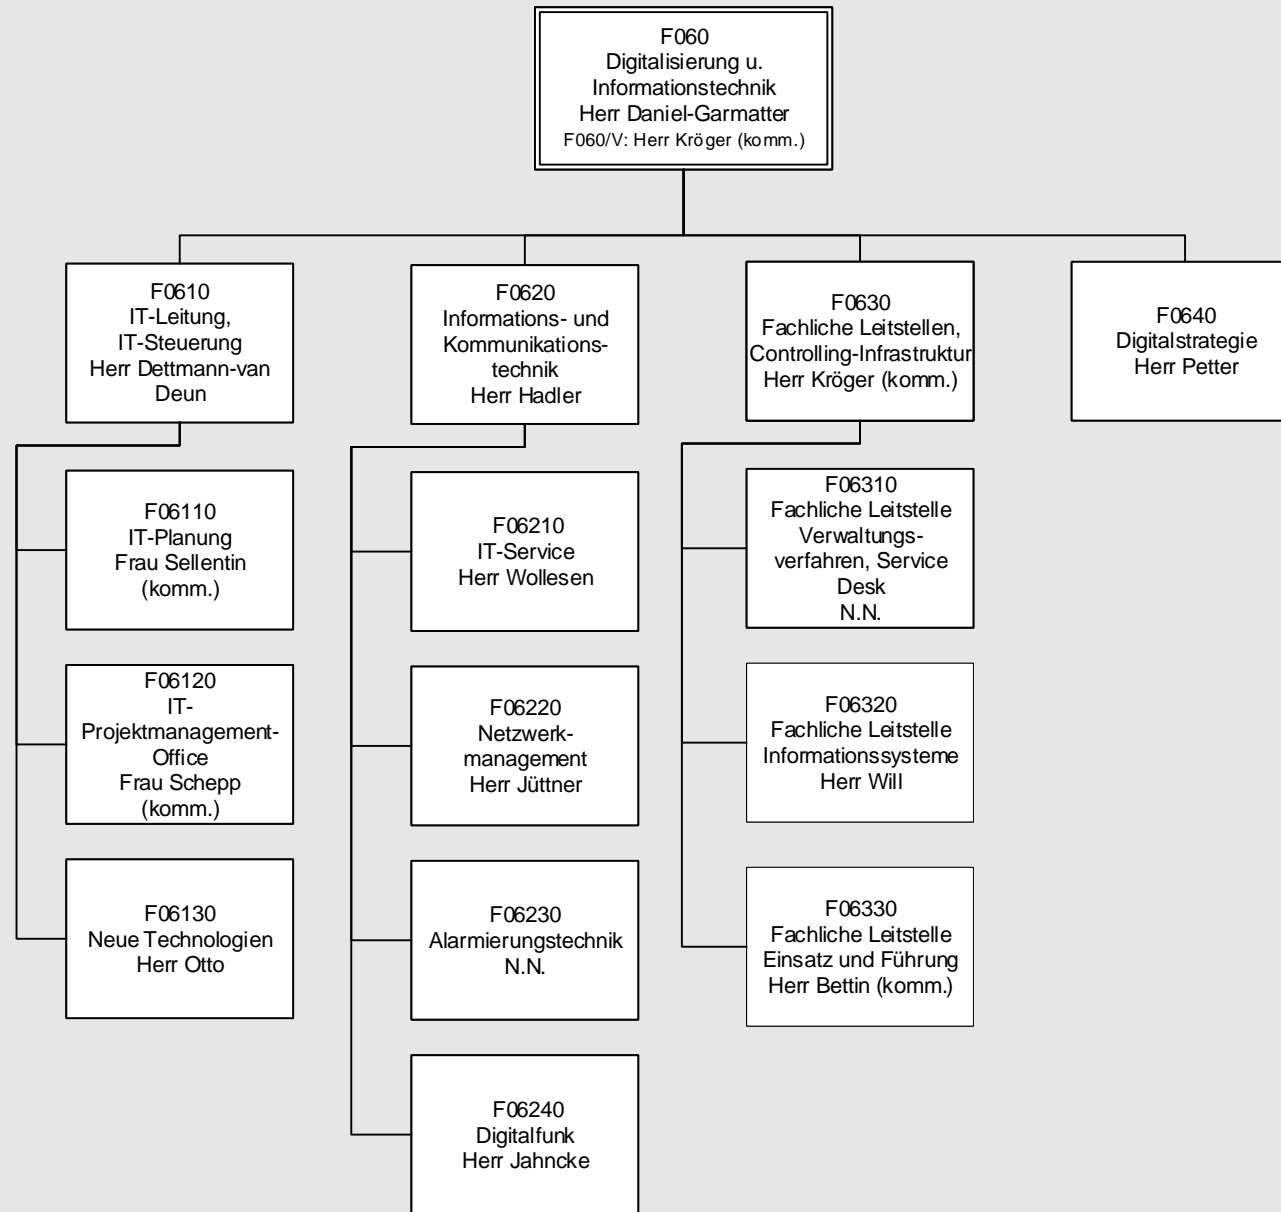 F060
Digitalisierung u.
Informationstechnik
Herr Daniel-Garmatter
F060/V: Herr Kröger (komm.)
F0610
IT-Leitung,
IT-Steuerung
Herr Dettmann-van
Deun
F0620
Informations- und
Kommunikations-
technik
Herr Hadler
F0630
Fachliche Leitstellen,
Controlling-Infrastruktur
Herr Kröger (komm.)
F0640
Digitalstrategie
Herr Petter
F06110
IT-Planung
Frau Sellentin
(komm.)
F06120
IT-
Projektmanagement-
Office
Frau Schepp
(komm.)
F06130
Neue Technologien
Herr Otto
F06210
IT-Service
Herr Wollesen
F06220
Netzwerk-
management
Herr Jüttner
F06230
Alarmierungstechnik
N.N.
F06240
Digitalfunk
Herr Jahncke
F06310
Fachliche Leitstelle
Verwaltungs-
verfahren, Service
Desk
N.N.
F06320
Fachliche Leitstelle
Informationssysteme
Herr Will
F06330
Fachliche Leitstelle
Einsatz und Führung
Herr Bettin (komm.)